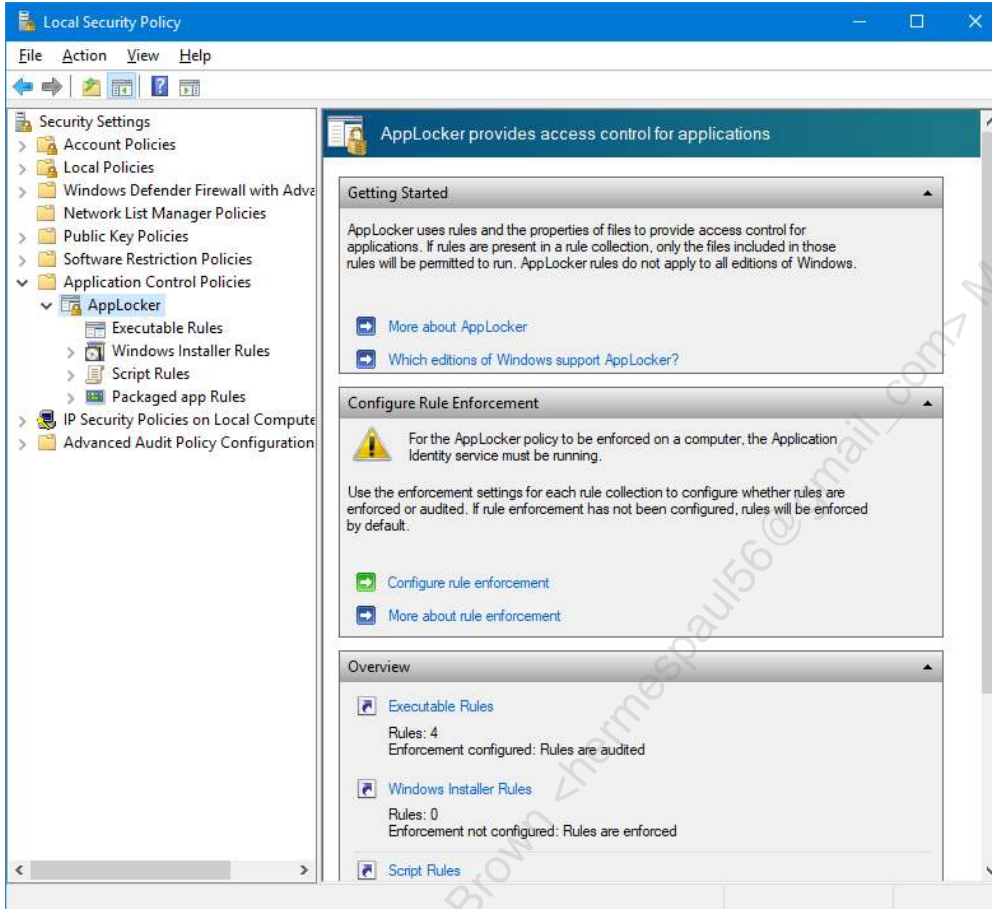 Local Security Policy
File Action View Help
Security Settings
Account Policies
Local Policies
Windows Defender Firewall with Adva
Network List Manager Policies
Public Key Policies
Software Restriction Policies
Application Control Policies
AppLocker
Executable Rules
Windows Installer Rules
Script Rules
Packaged app Rules
IP Security Policies on Local Compute
Advanced Audit Policy Configuration
AppLocker provides access control for applications
Getting Started
AppLocker uses rules and the properties of files to provide access control for
applications. If rules are present in a rule collection, only the files included in those
rules will be permitted to run. AppLocker rules do not apply to all editions of Windows.
More about AppLocker
Which editions of Windows support AppLocker?
Configure Rule Enforcement
For the AppLocker policy to be enforced on a computer, the Application
Identity service must be running.
Use the enforcement settings for each rule collection to configure whether rules are
enforced or audited. If rule enforcement has not been configured, rules will be enforced
by default.
Configure rule enforcement
More about rule enforcement
Overview
Executable Rules
Rules: 4
Enforcement configured: Rules are audited
Windows Installer Rules
Rules: 0
Enforcement not configured: Rules are enforced
Script Rules
Brown <hermespaul56@gmail_com> M